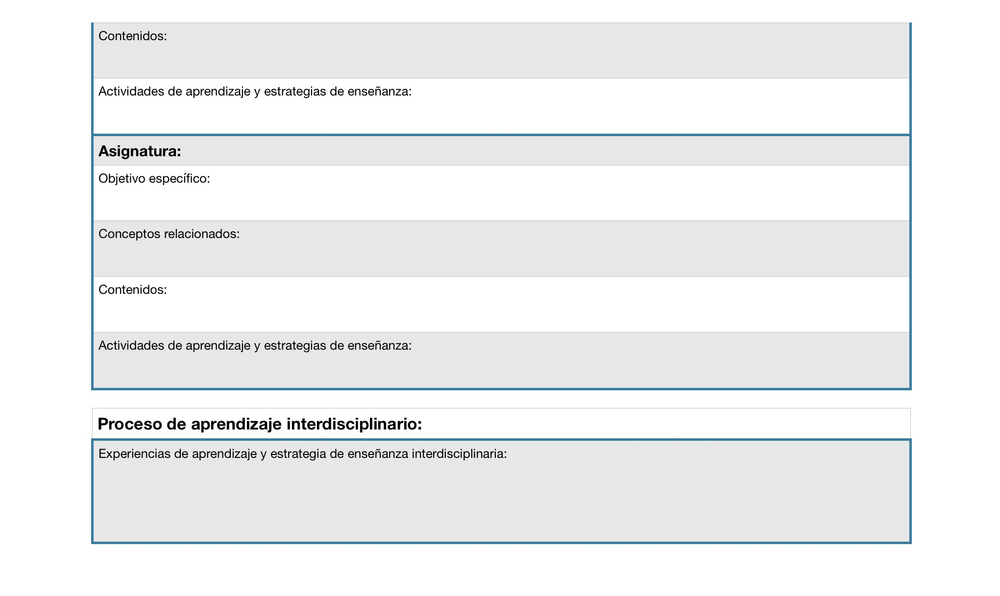 Contenidos:
Actividades de aprendizaje y estrategias de enseñanza:
Asignatura:
Objetivo específico:
Conceptos relacionados:
Contenidos:
Actividades de aprendizaje y estrategias de enseñanza:
Proceso de aprendizaje interdisciplinario:
Experiencias de aprendizaje y estrategia de enseñanza interdisciplinaria: